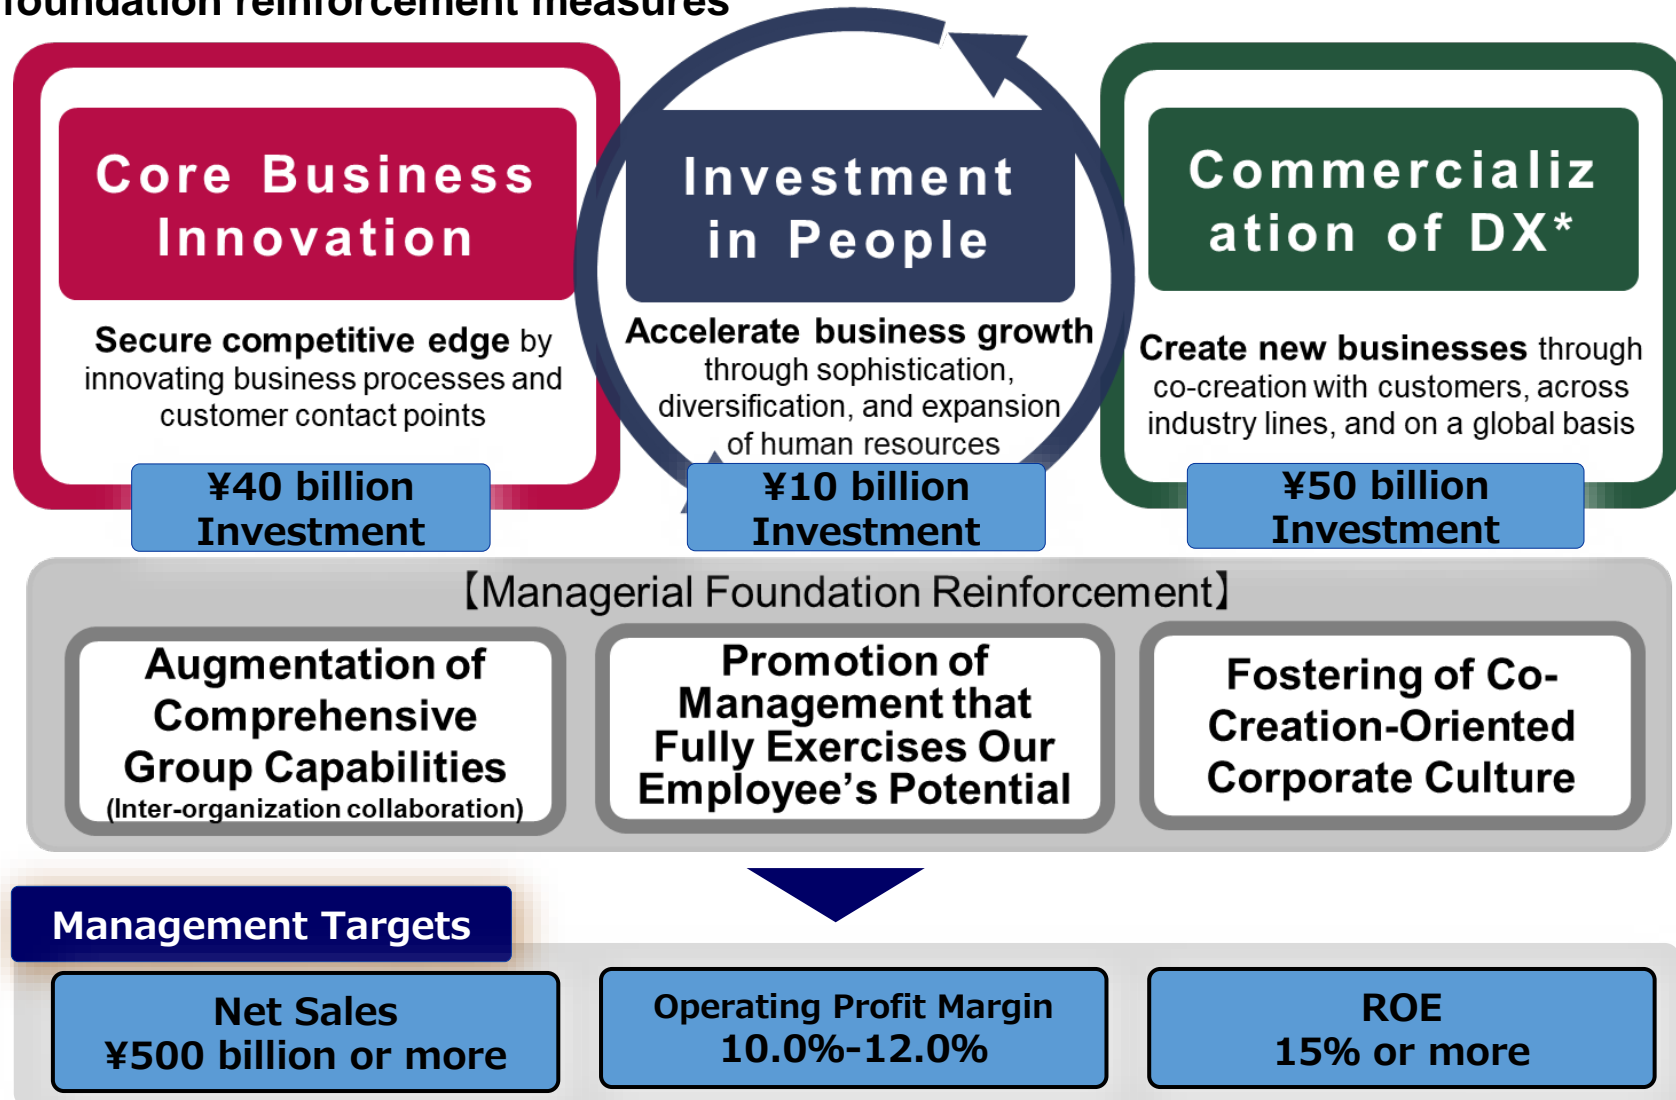 foundation reinforcement measures
Core Business
Innovation
Secure competitive edge by
innovating business processes and
customer contact points
¥40 billion
Investment
Investment
in People
Accelerate business growth
through sophistication,
diversification, and expansion
of human resources
¥10 billion
Investment
Commercializ
ation of DX*
Create new businesses through
co-creation with customers, across
industry lines, and on a global basis
¥50 billion
Investment
【Managerial Foundation Reinforcement】
Augmentation of
Comprehensive
Group Capabilities
(Inter-organization collaboration)
Promotion of
Management that
Fully Exercises Our
Employee’s Potential
Fostering of Co-
Creation-Oriented
Corporate Culture
Management Targets
Net Sales
¥500 billion or more
Operating Profit Margin
10.0%-12.0%
ROE
15% or more